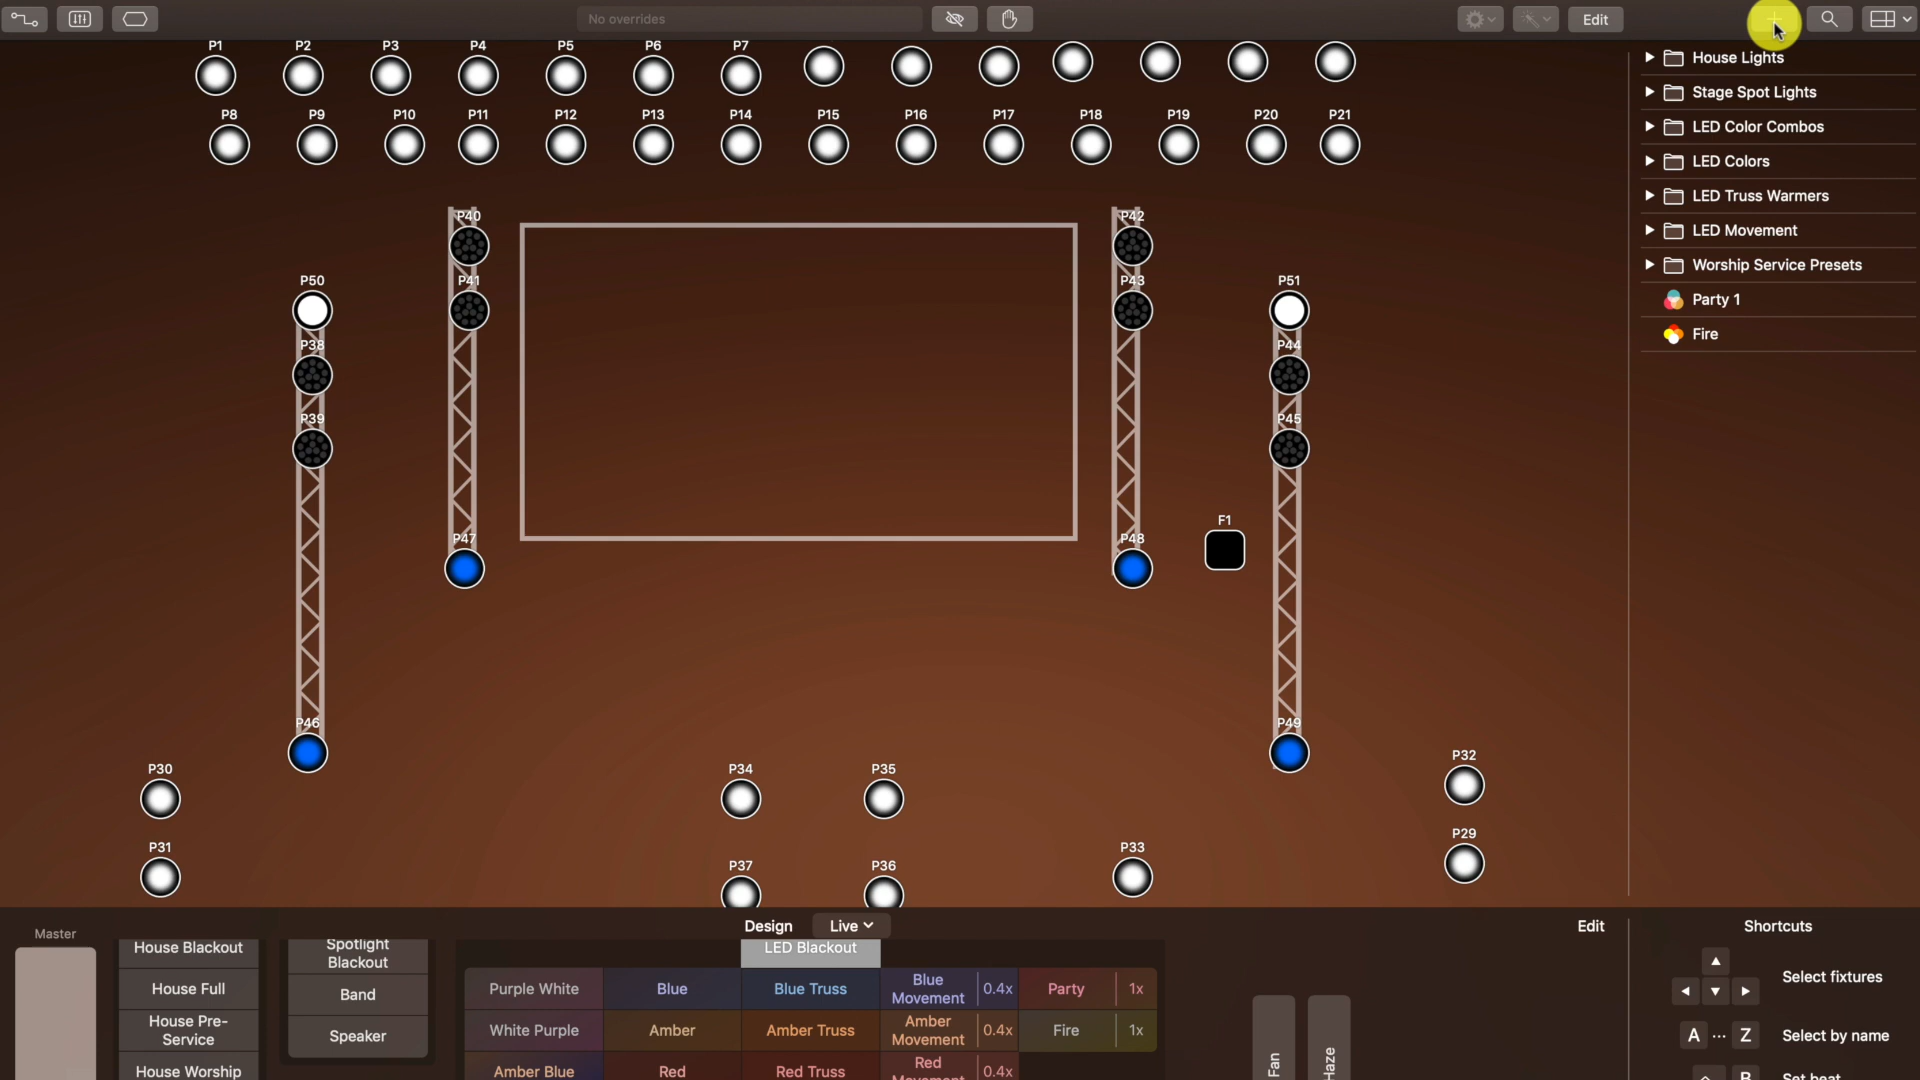 No overrides
Edit
P1 P2 P3 P4 P5 P6 P7
P8 P9 P10 P11 P12 P13 P14 P15 P16 P17 P18 P19 P20 P21
P40 P42
P50 P41 P43 P51
P38 P44
P39 P45
F1
P47 P48
P46 P49
P30 P34 P35 P32
P31 P33 P29
P37 P36
House Lights
Stage Spot Lights
LED Color Combos
LED Colors
LED Truss Warmers
LED Movement
Worship Service Presets
Party 1
Fire
Design Live Edit
Master
House Blackout
House Full
House Pre-
Service
House Worship
Spotlight
Blackout
Band
Speaker
LED Blackout
Purple White Blue Blue Truss Blue
Movement 0.4x Party 1x
White Purple Amber Amber Truss Amber
Movement 0.4x Fire 1x
Amber Blue Red Red Truss Red
Movement 0.4x
Fan
Haze
Shortcuts
Select fixtures
A ... Z Select by name
B Set beat